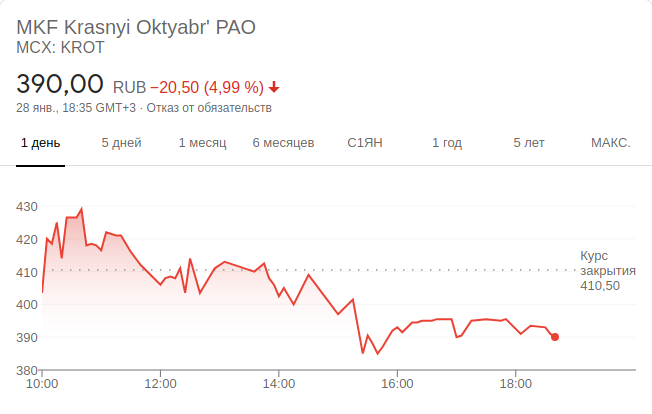 MKF Krasnyi Oktyabr' PAO
MCX: KROT
390,00 RUB −20,50 (4,99 %)
28 янв., 18:35 GMT+3 · Отказ от обязательств
1 день 5 дней 1 месяц 6 месяцев С1ЯН 1 год 5 лет МАКС.
430
420
410
400
390
380
Курс
закрытия
410,50
10:00 12:00 14:00 16:00 18:00